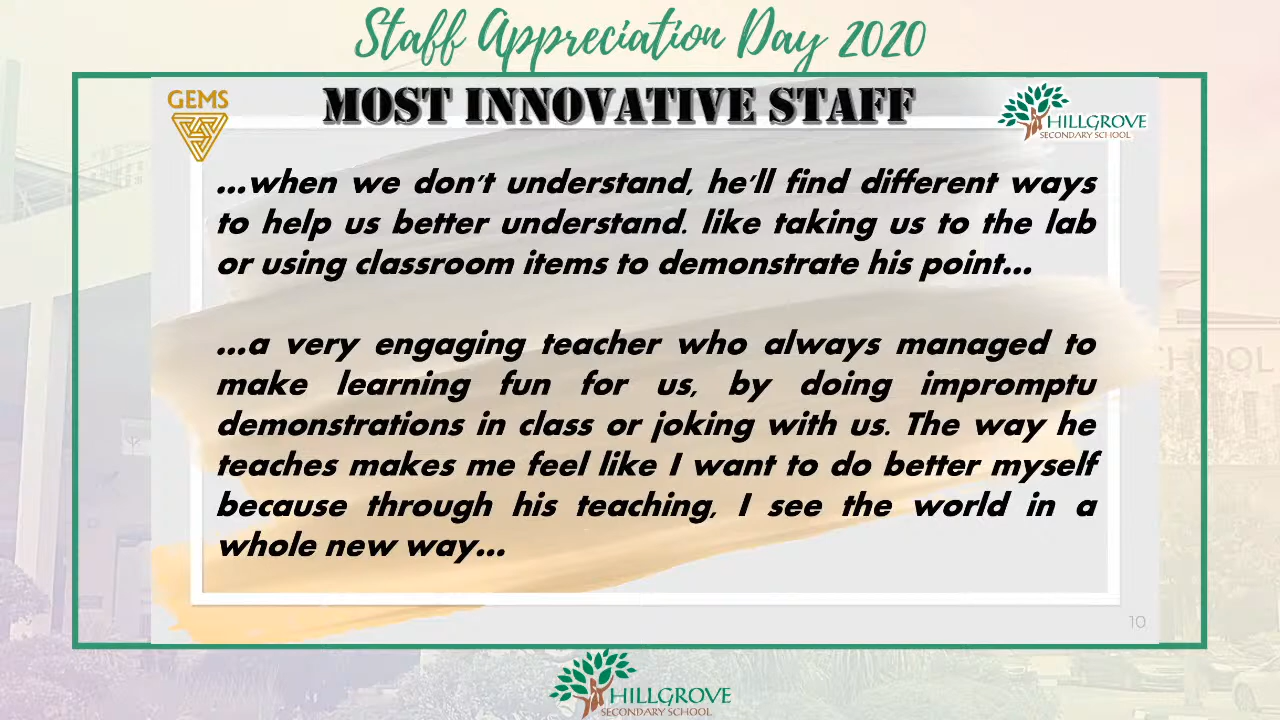 Staff Appreciation Day 2020
GEMS
MOST INNOVATIVE STAFF
HILLGROVE
SECONDARY SCHOOL
...when we don't understand, he'll find different ways
to help us better understand. like taking us to the lab
or using classroom items to demonstrate his point...
...a very engaging teacher who always managed to
make learning fun for us, by doing impromptu
demonstrations in class or joking with us. The way he
teaches makes me feel like I want to do better myself
because through his teaching, I see the world in a
whole new way...
CHOOL
10
HILLGROVE
SECONDARY SCHOOL